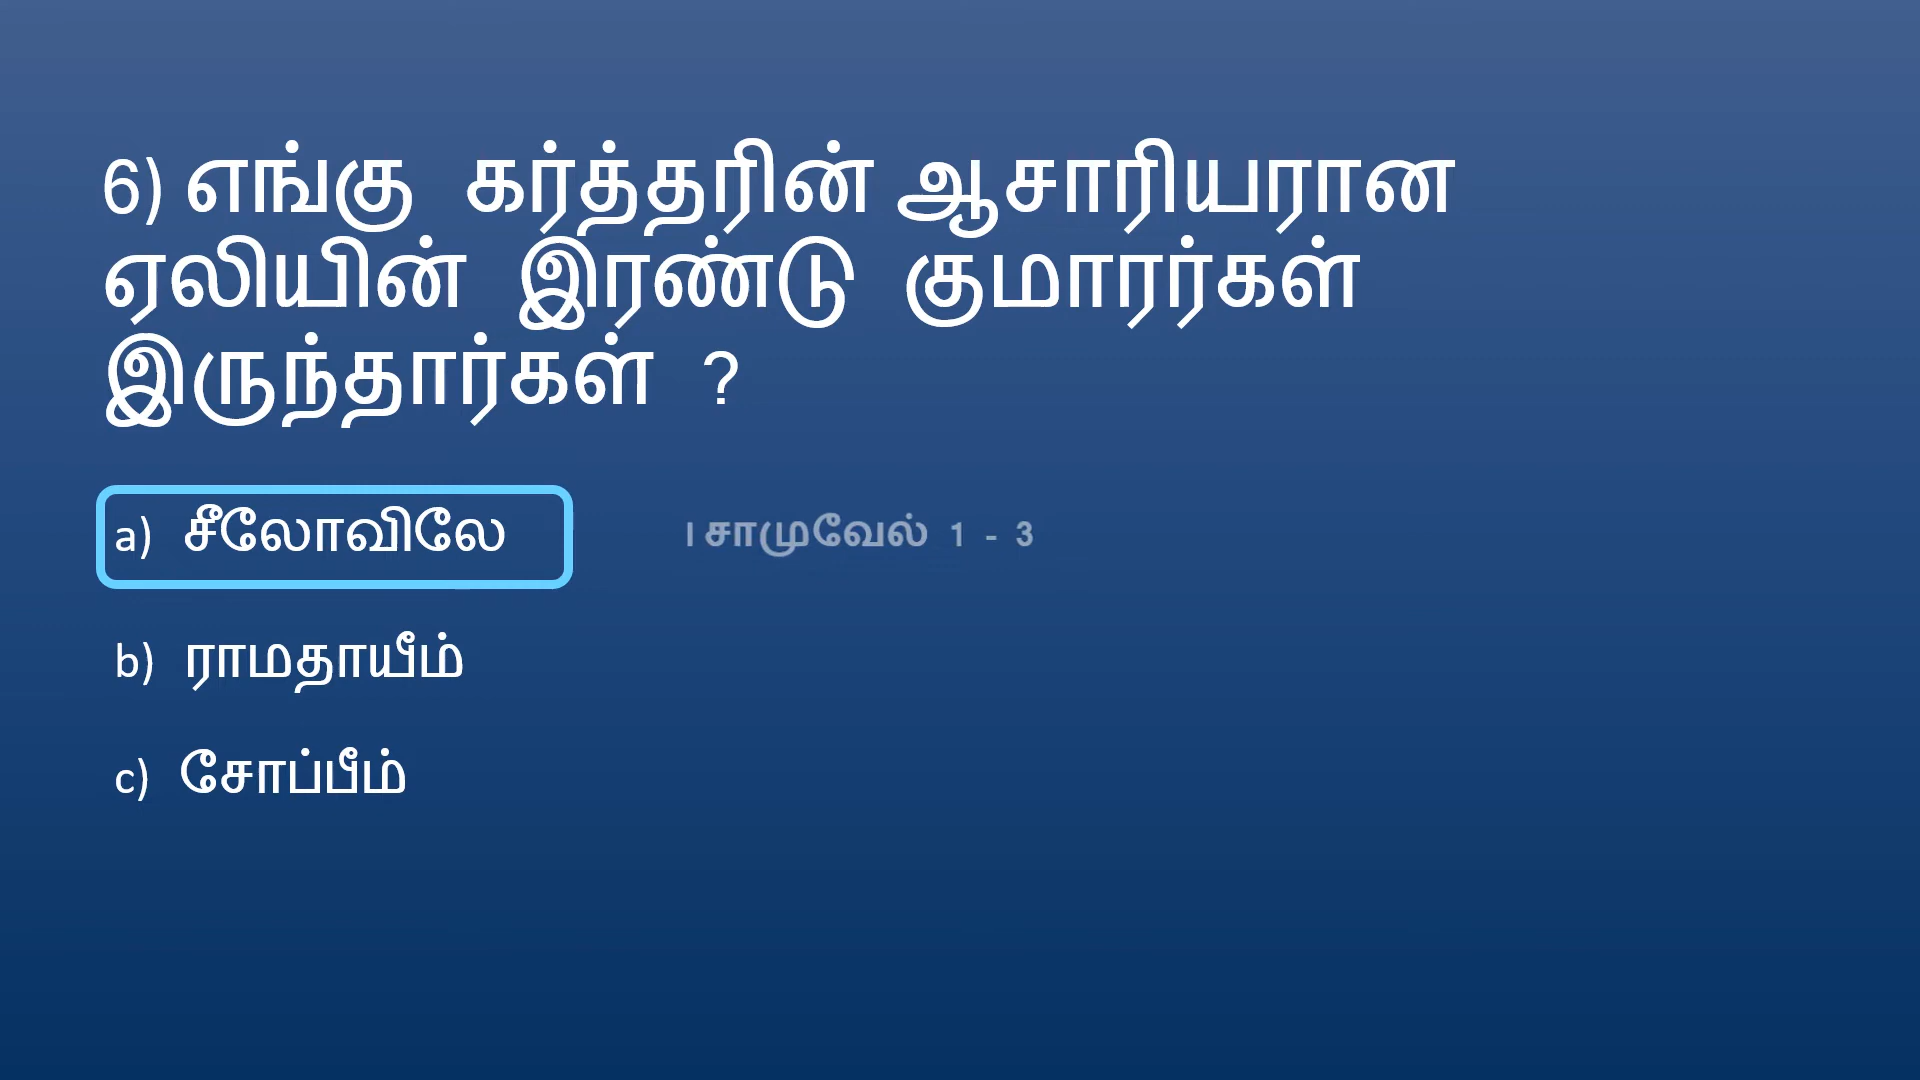 6) எங்கு கர்த்தரின் ஆசாரியரான
ஏலியின் இரண்டு குமாரர்கள்
இருந்தார்கள் ?
a) சீலோவிலே
I சாமுவேல் 1 - 3
b) ராமதாயீம்
c) சோப்பீம்